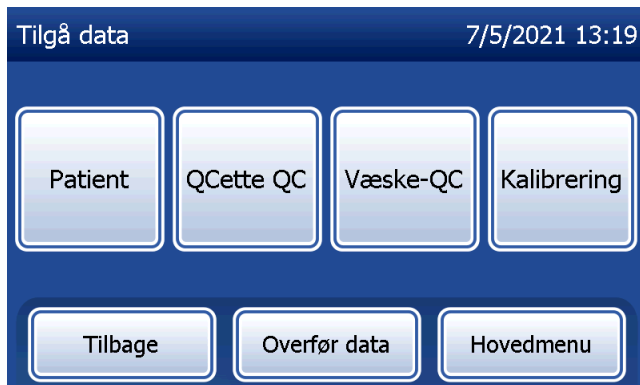 Tilgå data 7/5/2021 13:19
Patient QCette QC Væske-QC Kalibrering
Tilbage Overfør data Hovedmenu